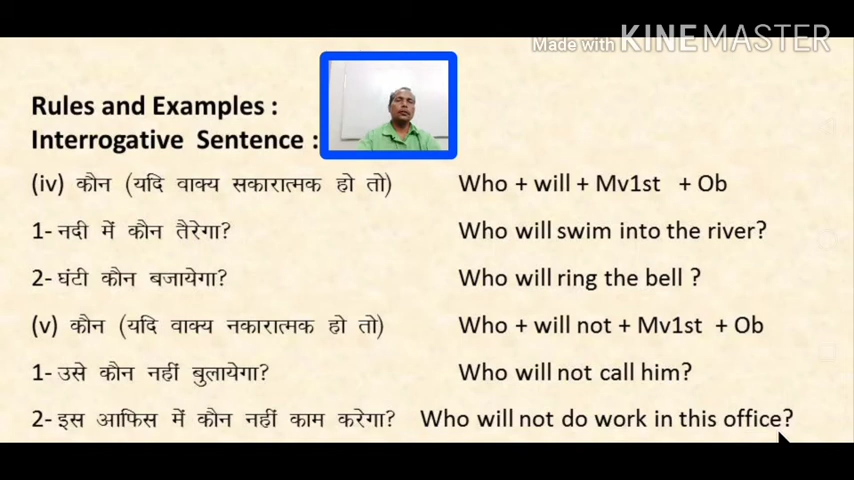 Made with KINEMASTER
Rules and Examples :
Interrogative Sentence :
(iv) कौन (यदि वाक्य सकारात्मक हो तो) Who + will + Mv1st + Ob
1- नदी में कौन तैरेगा? Who will swim into the river?
2- घंटी कौन बजायेगा? Who will ring the bell ?
(v) कौन (यदि वाक्य नकारात्मक हो तो) Who + will not + Mv1st + Ob
1- उसे कौन नहीं बुलायेगा? Who will not call him?
2- इस आफिस में कौन नहीं काम करेगा? Who will not do work in this office?